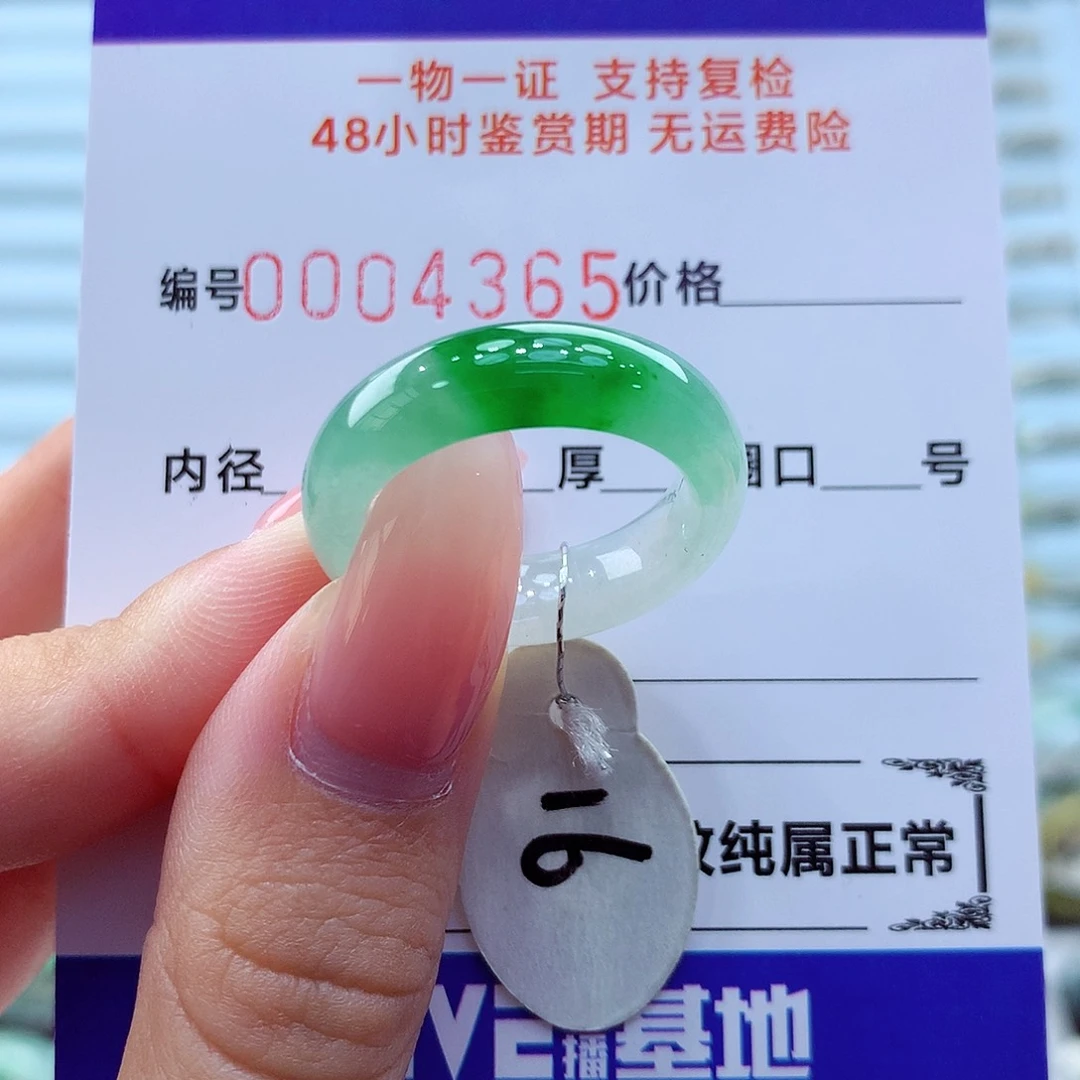 一物一证 支持复检
48小时鉴赏期 无运费险
编号0004365价格
内径 厚 圈口 号
纯属正常
16
播基地